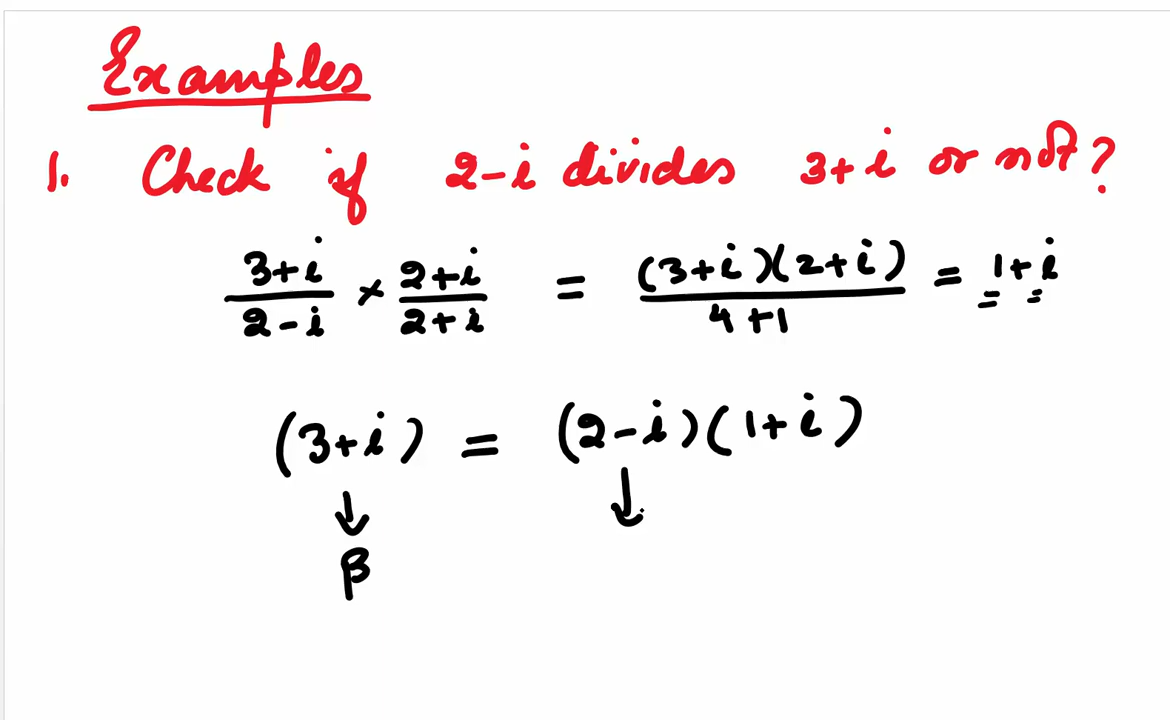 Examples
1. Check if 2-i divides 3+i or not?
3+i / 2-i × 2+i / 2+i = (3+i)(2+i) / 4+1 = 1+i
(3+i) = (2-i)(1+i)
↓ ↓
β